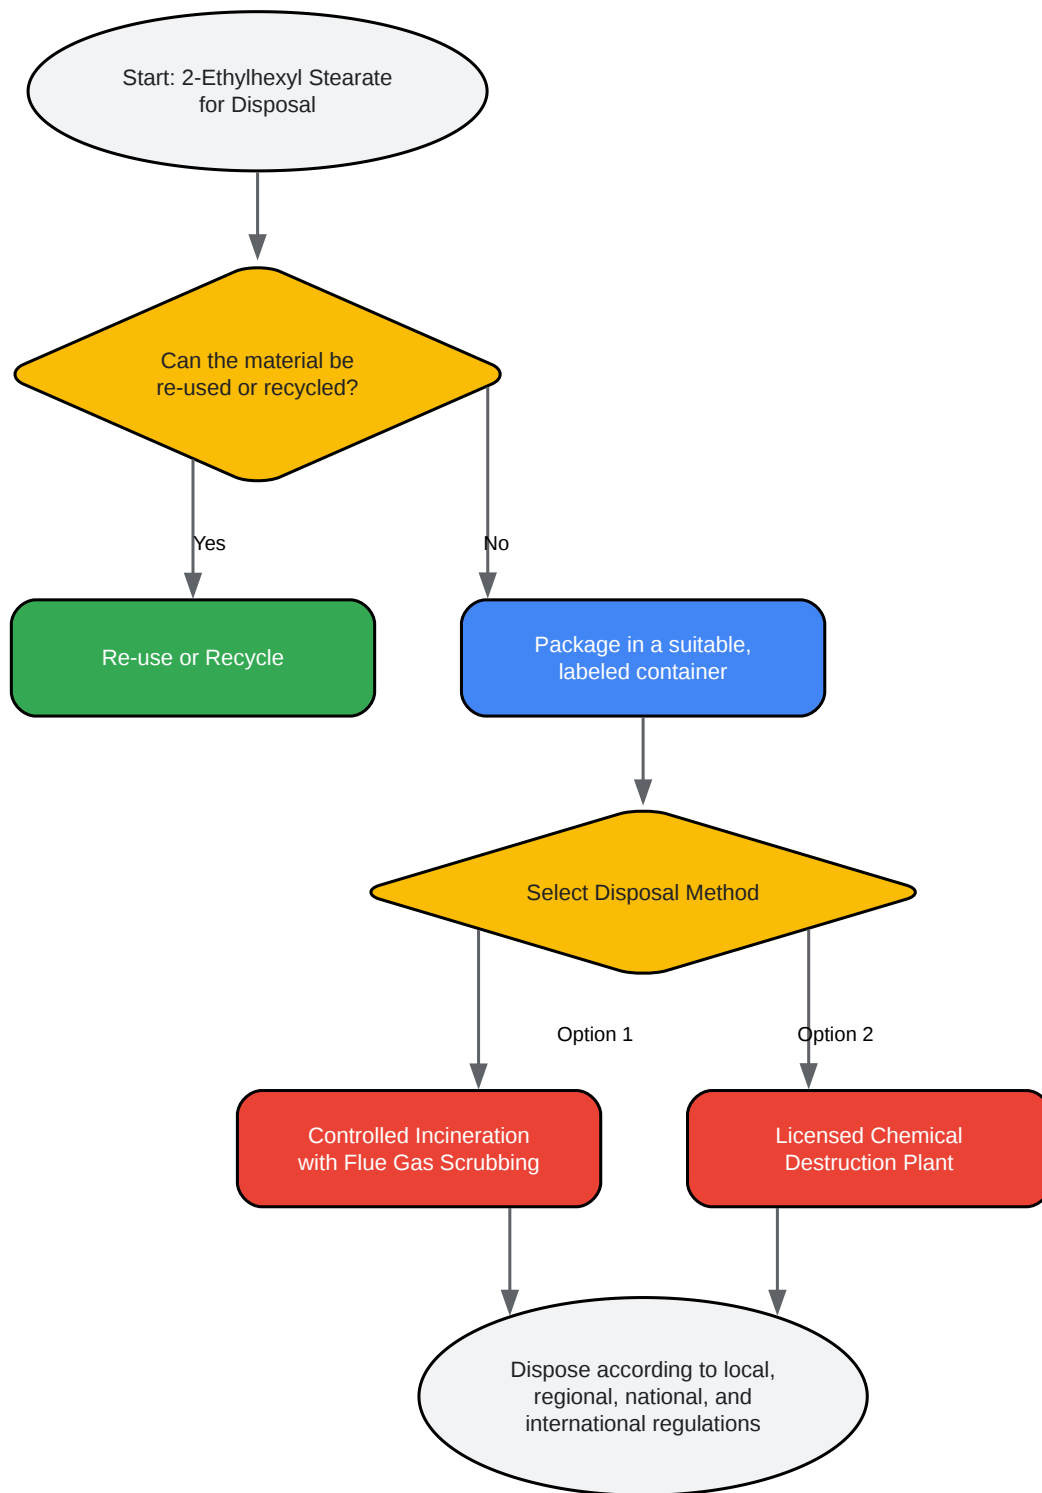 Start: 2-Ethylhexyl Stearate
for Disposal
Can the material be
re-used or recycled?
Yes
No
Re-use or Recycle
Package in a suitable,
labeled container
Select Disposal Method
Option 1
Option 2
Controlled Incineration
with Flue Gas Scrubbing
Licensed Chemical
Destruction Plant
Dispose according to local,
regional, national, and
international regulations